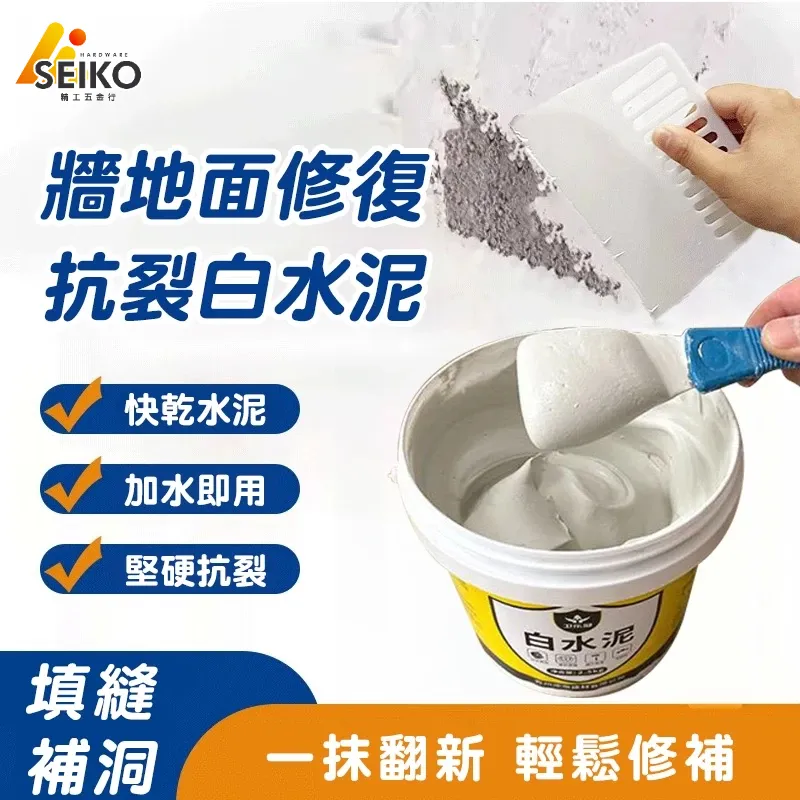 HARDWARE
SEIKO
輪工五金行
牆地面修復
抗裂白水泥
快乾水泥
加水即用
堅硬抗裂
白水泥
填縫
補洞
一抹翻新 輕鬆修補